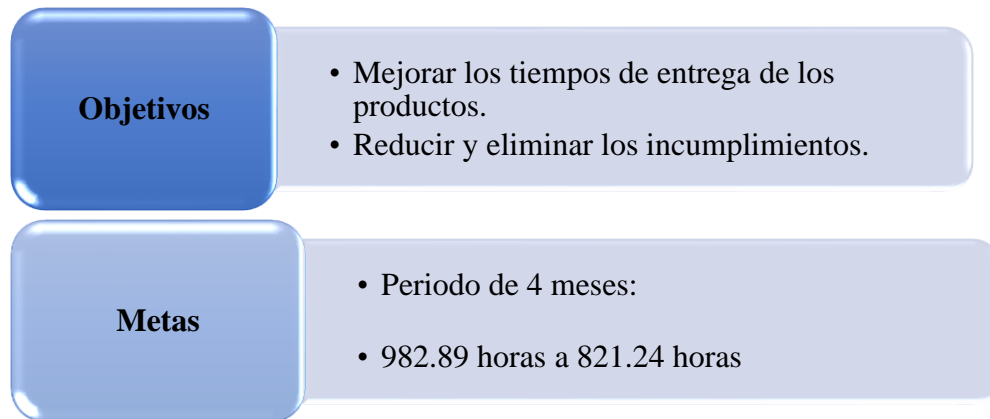 Objetivos
• Mejorar los tiempos de entrega de los
productos.
• Reducir y eliminar los incumplimientos.
Metas
• Periodo de 4 meses:
• 982.89 horas a 821.24 horas